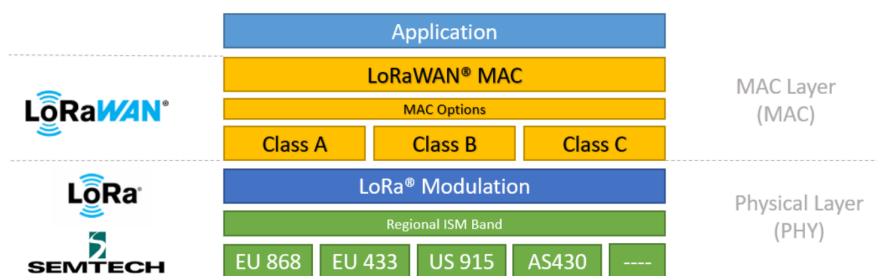 Application
LoRaWAN®
LoRaWAN® MAC
MAC Options
Class A Class B Class C
MAC Layer
(MAC)
LoRa®
LoRa® Modulation
Regional ISM Band
Physical Layer
(PHY)
SEMTECH
EU 868 EU 433 US 915 AS430 ----